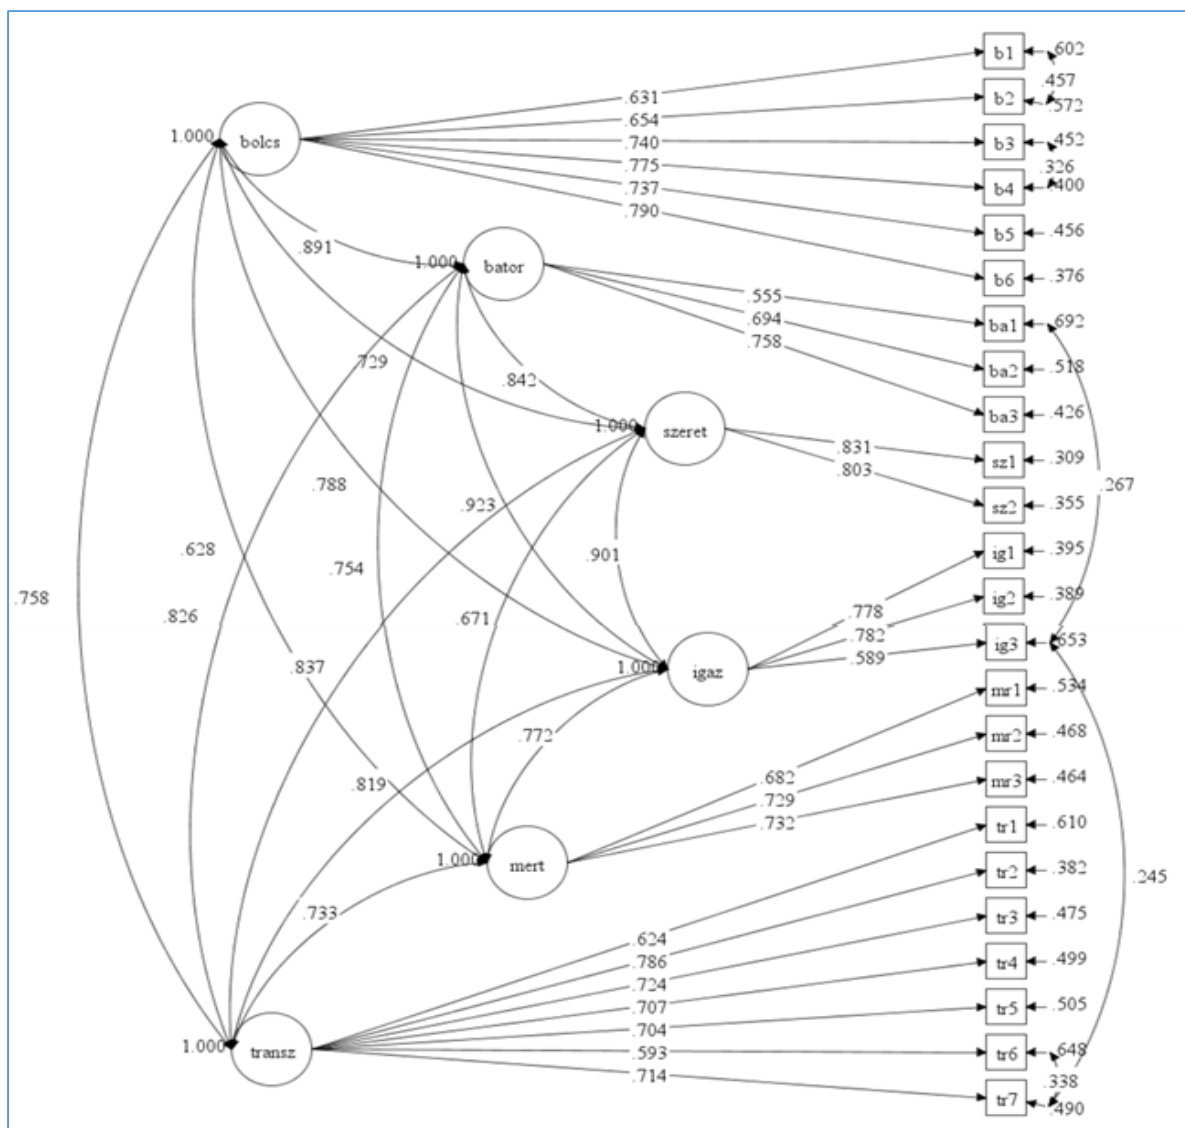 b1 .602
.457
.631
b2 .572
.654
1.000 bolcs
.740
b3 .452
.775
.326
b4 .400
.737
.790
b5 .456
.891
1.000 bator
b6 .376
.555
.694
ba1 .692
.758
.729
ba2 .518
.842
ba3 .426
1.000 szeret
.831
sz1 .309
.803
.788
.267
.923
sz2 .355
.628
ig1 .395
.901
.754
.758
ig2 .389
.826
.671
.778
.782
ig3 .653
.589
.837
1.000 igaz
mr1 .534
.772
mr2 .468
.819
.682
mr3 .464
.729
.732
tr1 .610
1.000 mert
tr2 .382
.245
.733
tr3 .475
.624
.786
tr4 .499
.724
.707
tr5 .505
.704
1.000 transz
.593
tr6 .648
.714
.338
tr7 .490